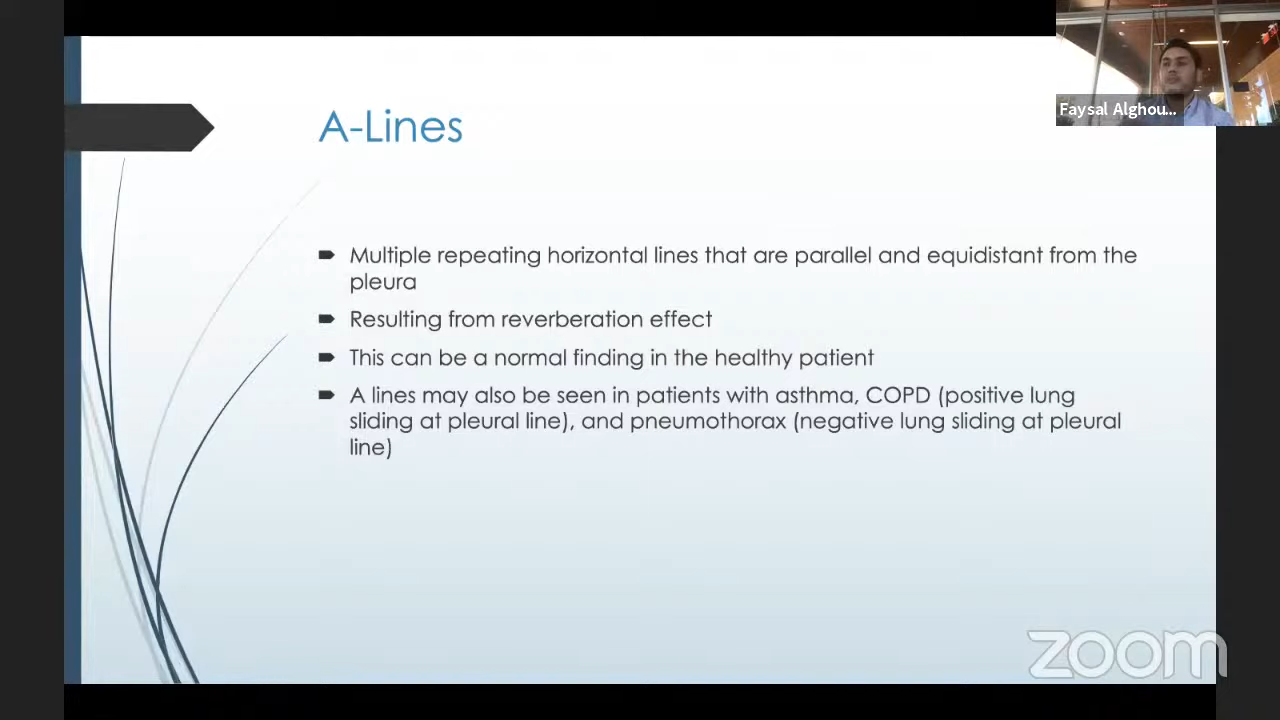 Faysal Alghou...
A-Lines
Multiple repeating horizontal lines that are parallel and equidistant from the
pleura
Resulting from reverberation effect
This can be a normal finding in the healthy patient
A lines may also be seen in patients with asthma, COPD (positive lung
sliding at pleural line), and pneumothorax (negative lung sliding at pleural
line)
zoom